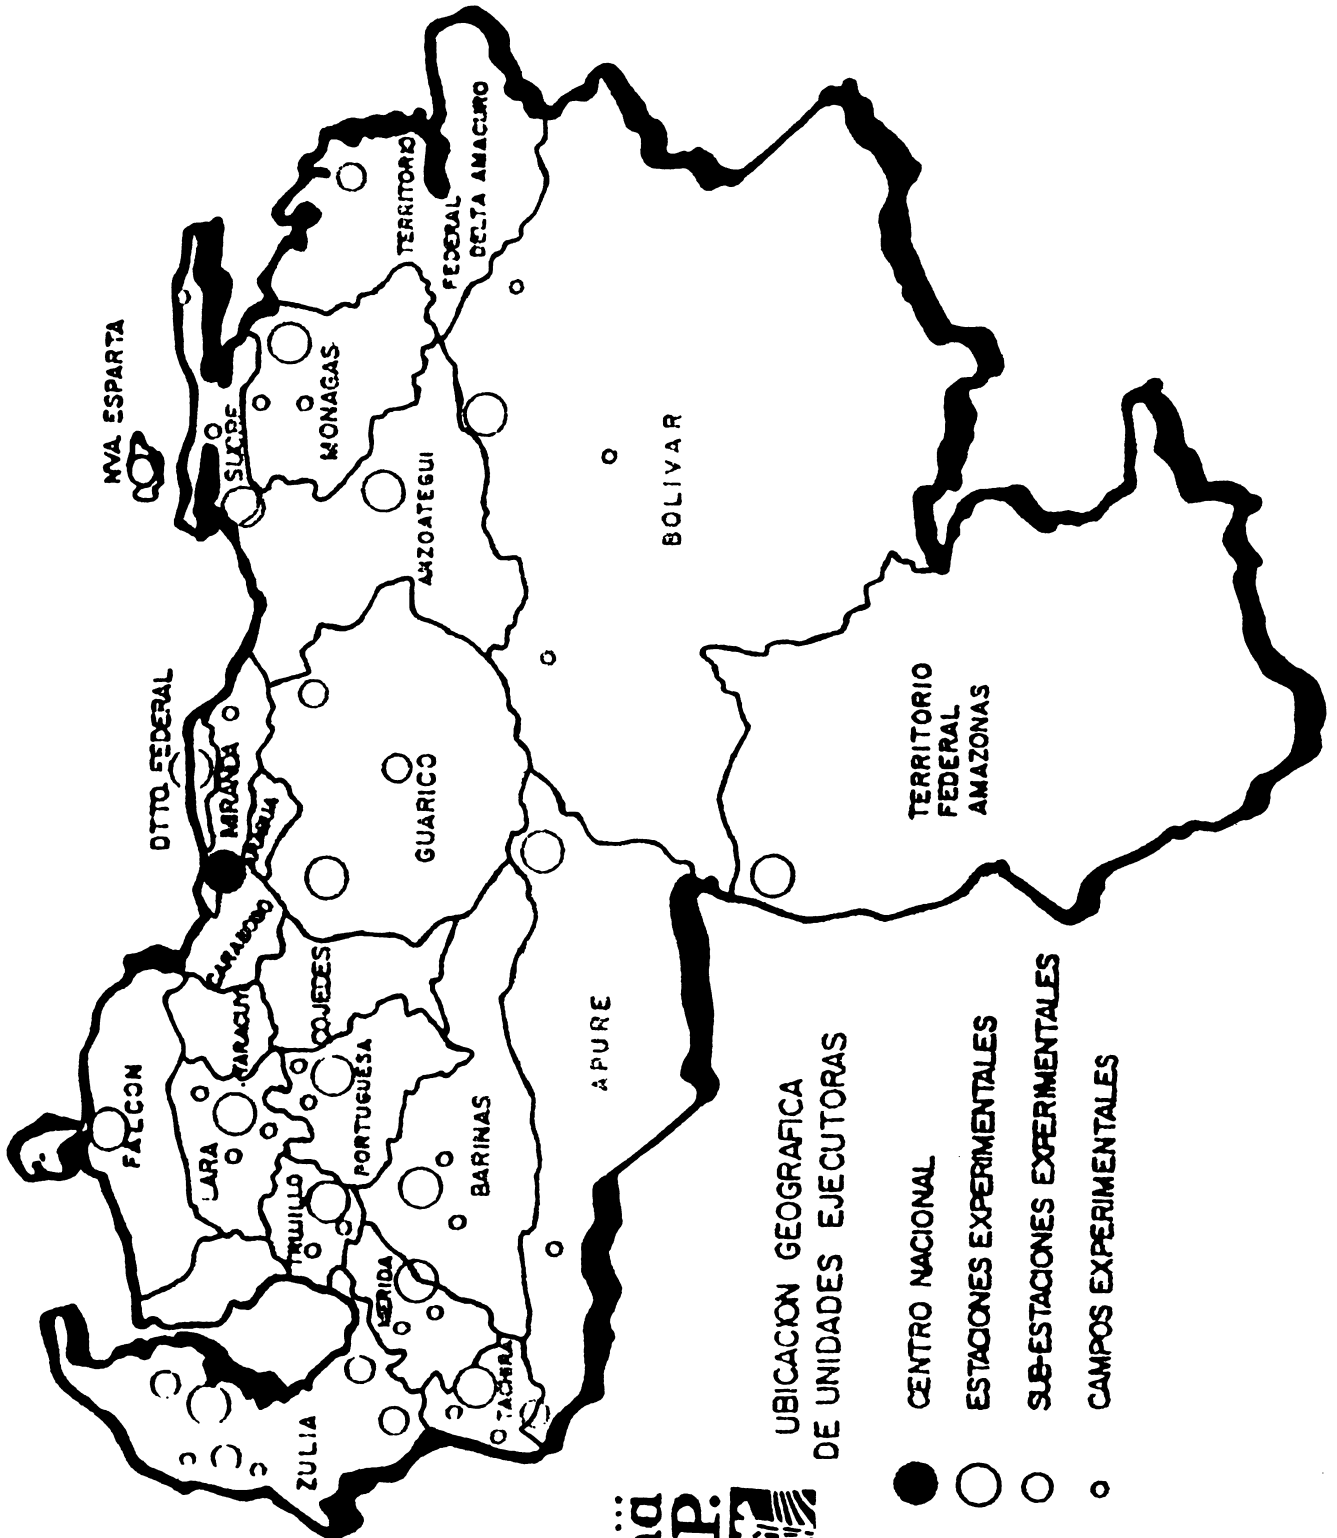 NVA ESPARTA
DTTO FEDERAL
SUCRE
MONAGAS
TERRITORIO
FEDERAL
DELTA AMACURO
ANZOATEGUI
MIRANDA
ARAGUA
GUARICO
CARABOBO
YARACUY
COJEDES
FALCON
LARA
PORTUGUESA
TRUJILLO
BARINAS
MERIDA
TACHIRA
ZULIA
APURE
BOLIVAR
TERRITORIO
FEDERAL
AMAZONAS
UBICACION GEOGRAFICA
DE UNIDADES EJECUTORAS
CENTRO NACIONAL
ESTACIONES EXPERIMENTALES
SUB-ESTACIONES EXPERIMENTALES
CAMPOS EXPERIMENTALES